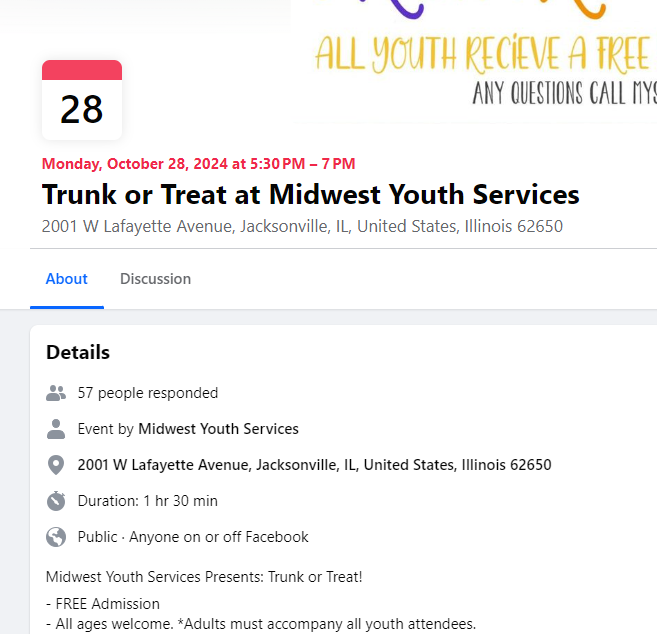 ALL YOUTH RECIEVE A FREE
ANY QUESTIONS CALL
28
Monday, October 28, 2024 at 5:30 PM – 7 PM
Trunk or Treat at Midwest Youth Services
2001 W Lafayette Avenue, Jacksonville, IL, United States, Illinois 62650
About Discussion
Details
57 people responded
Event by Midwest Youth Services
2001 W Lafayette Avenue, Jacksonville, IL, United States, Illinois 62650
Duration: 1 hr 30 min
Public · Anyone on or off Facebook
Midwest Youth Services Presents: Trunk or Treat!
- FREE Admission
- All ages welcome. *Adults must accompany all youth attendees.